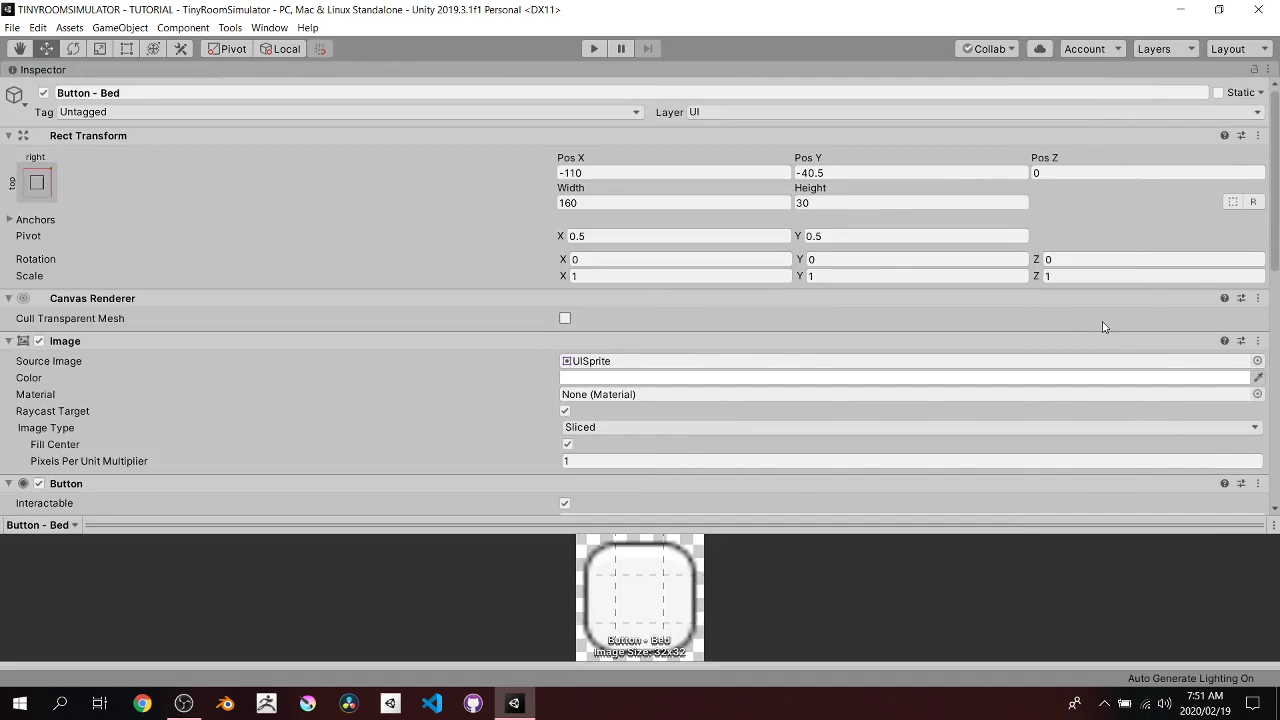 TINYROOMSIMULATOR - TUTORIAL - TinyRoomSimulator - PC, Mac & Linux Standalone - Unity 2019.3.1f1 Personal <DX11>
File Edit Assets GameObject Component Tools Window Help
Pivot Local Collab Account Layers Layout
Inspector
Button - Bed Static
Tag Untagged Layer UI
Rect Transform
right
top
Pos X Pos Y Pos Z
-110 -40.5 0
Width Height
160 30 R
Anchors
Pivot X 0.5 Y 0.5
Rotation X 0 Y 0 Z 0
Scale X 1 Y 1 Z 1
Canvas Renderer
Cull Transparent Mesh
Image
Source Image UISprite
Color
Material None (Material)
Raycast Target
Image Type Sliced
Fill Center
Pixels Per Unit Multiplier 1
Button
Interactable
Button - Bed
Button - Bed
Image Size: 32x32
Auto Generate Lighting On
7:51 AM
2020/02/19